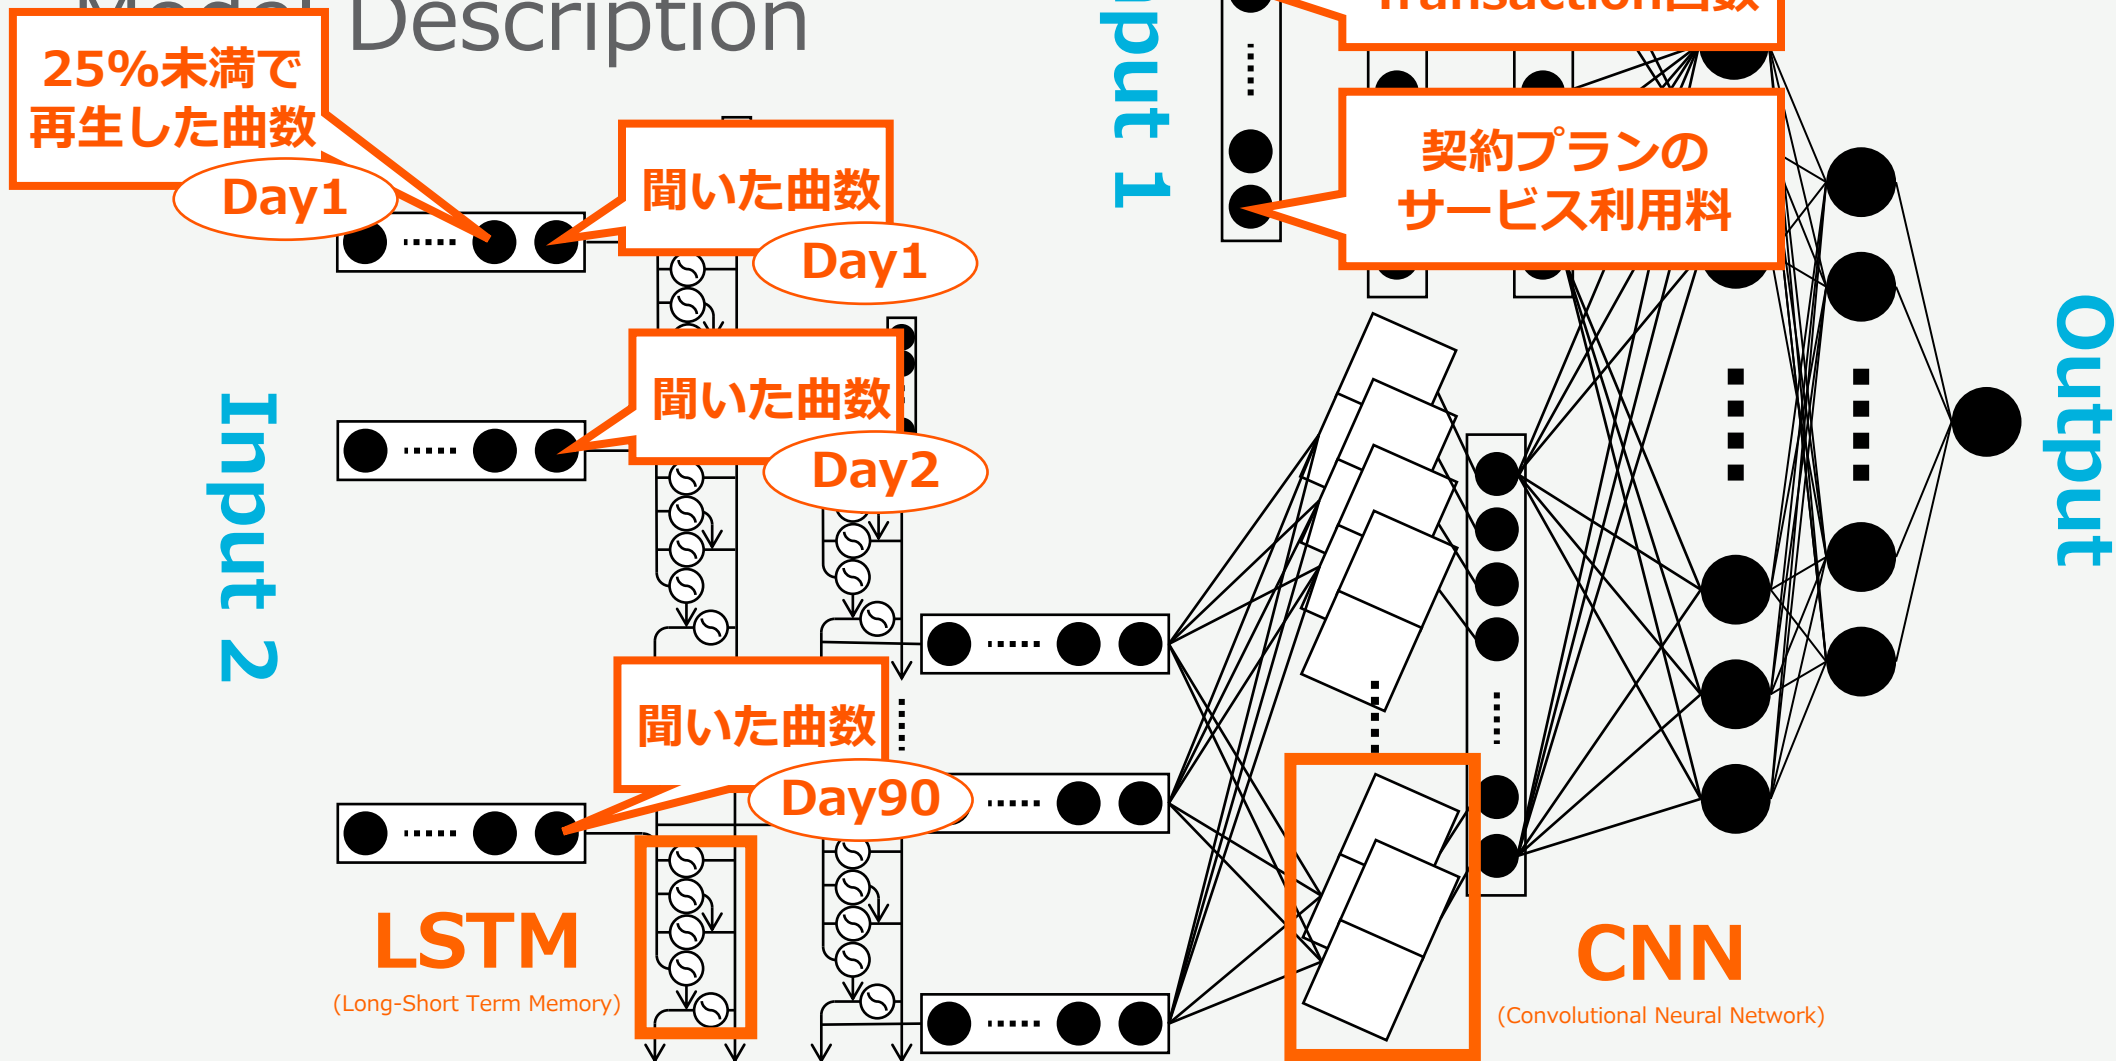 Model Description
25%未満で
再生した曲数
Day1
聞いた曲数
Day1
聞いた曲数
Day2
聞いた曲数
Day90
Input 2
LSTM
(Long-Short Term Memory)
Input 1
Transaction回数
契約プランの
サービス利用料
CNN
(Convolutional Neural Network)
Output